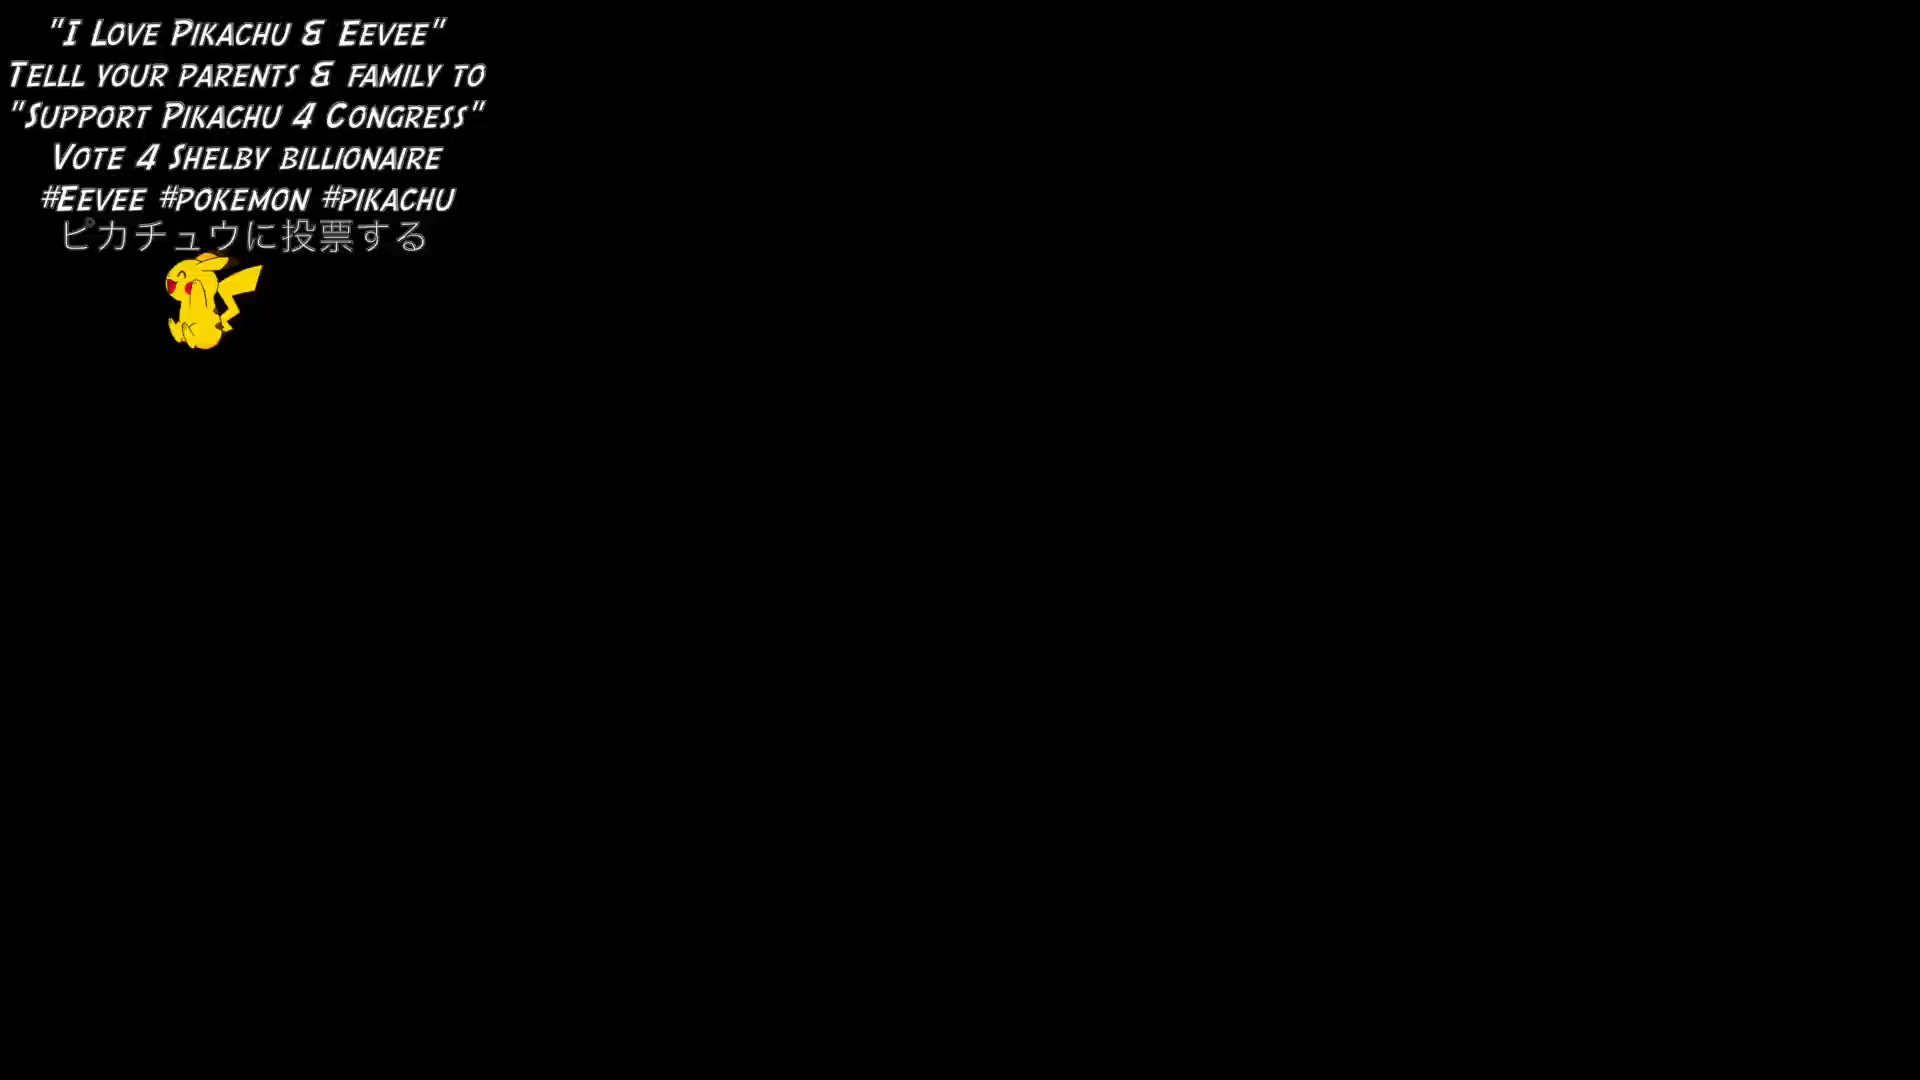 "I Love Pikachu & Eevee"
Telll your parents & family to
"Support Pikachu 4 Congress"
Vote 4 Shelby billionaire
#Eevee #pokemon #pikachu
ピカチュウに投票する